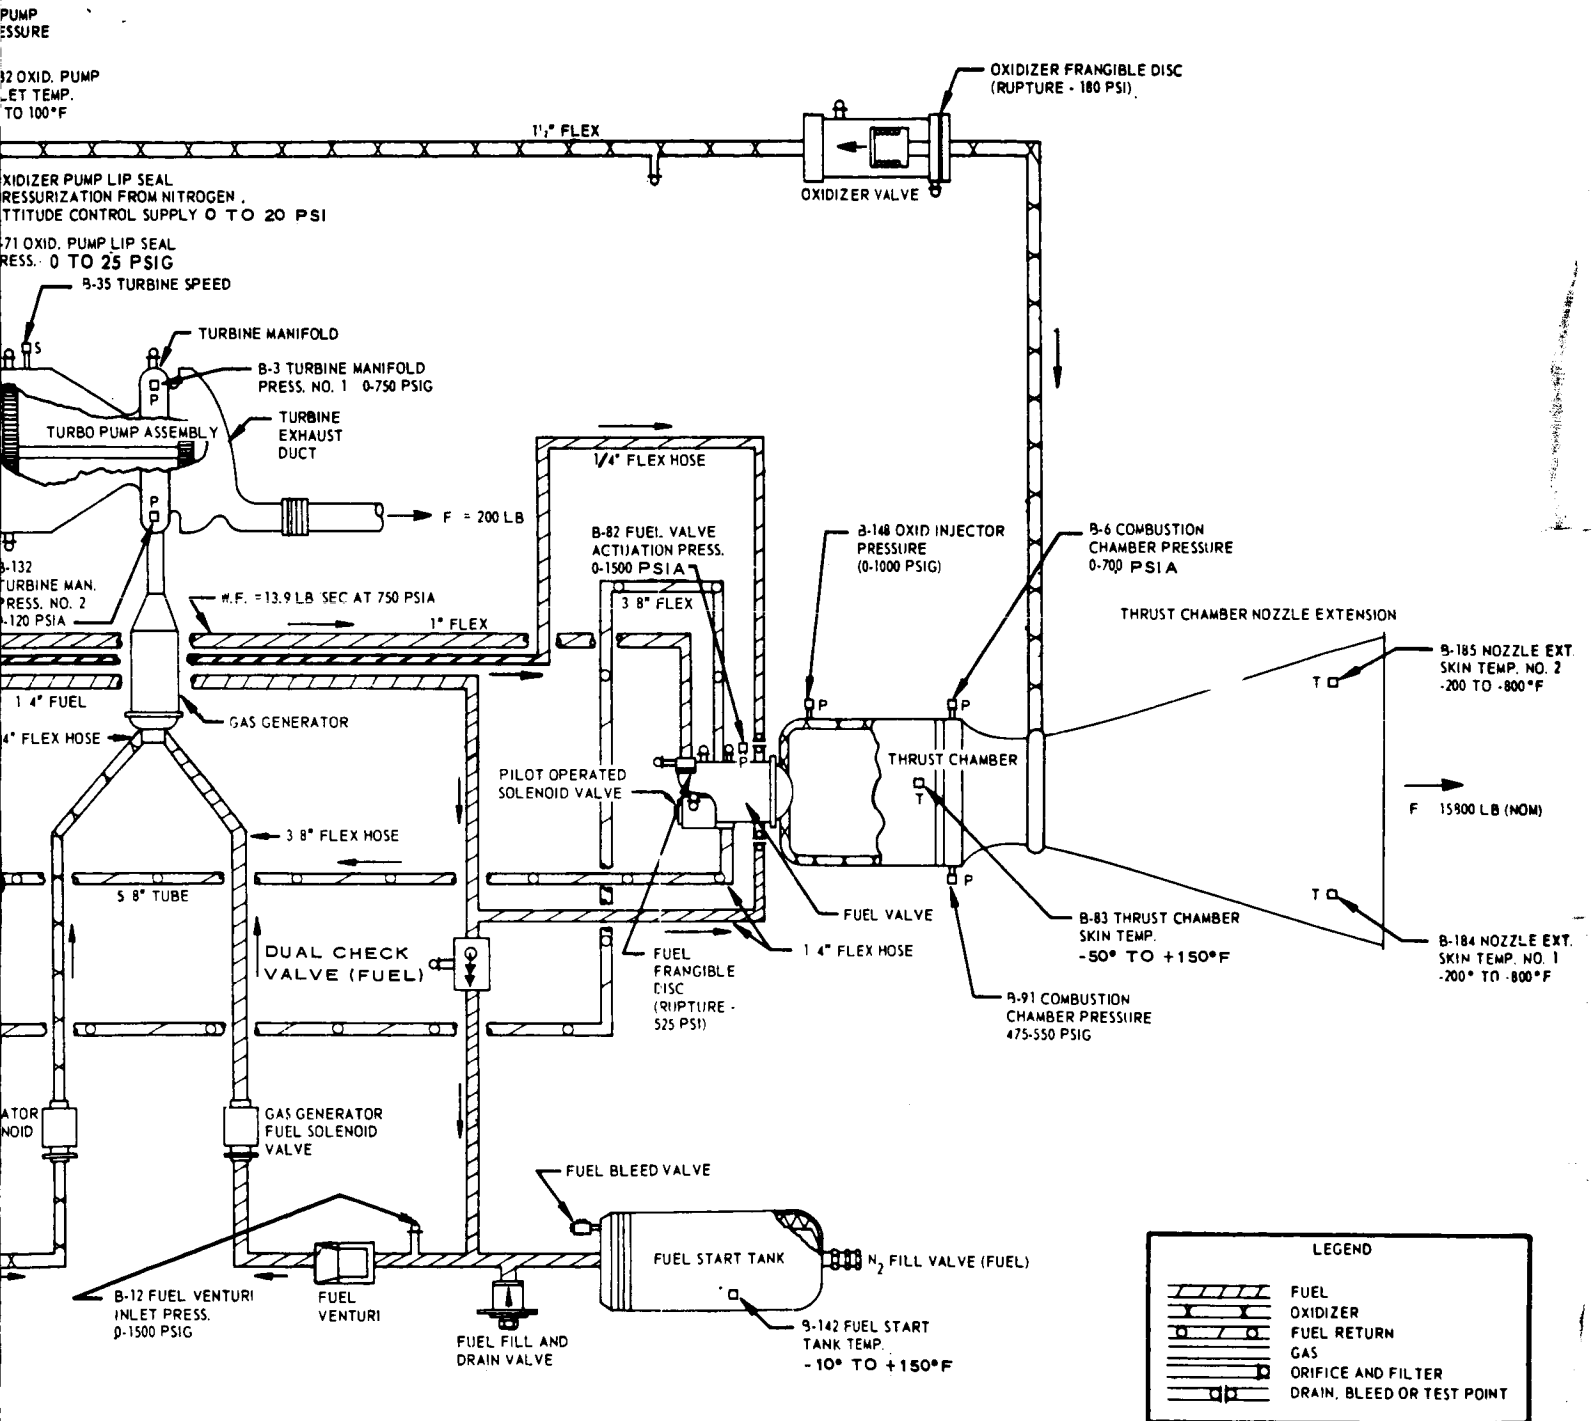 PUMP
ESSURE
32 OXID. PUMP
LET TEMP.
TO 100°F
OXIDIZER FRANGIBLE DISC
(RUPTURE - 180 PSI)
1½" FLEX
OXIDIZER VALVE
XIDIZER PUMP LIP SEAL
RESSURIZATION FROM NITROGEN
TTITUDE CONTROL SUPPLY 0 TO 20 PSI
-71 OXID. PUMP LIP SEAL
RESS. 0 TO 25 PSIG
B-35 TURBINE SPEED
S
TURBINE MANIFOLD
B-3 TURBINE MANIFOLD
PRESS. NO. 1 0-750 PSIG
P
TURBINE
EXHAUST
DUCT
TURBO PUMP ASSEMBLY
1/4" FLEX HOSE
P
F = 200 LB
B-132
TURBINE MAN.
PRESS. NO. 2
-120 PSIA
B-82 FUEL VALVE
ACTUATION PRESS.
0-1500 PSIA
3 8" FLEX
B-148 OXID INJECTOR
PRESSURE
(0-1000 PSIG)
B-6 COMBUSTION
CHAMBER PRESSURE
0-700 PSIA
W.F. = 13.9 LB SEC AT 750 PSIA
1" FLEX
THRUST CHAMBER NOZZLE EXTENSION
B-185 NOZZLE EXT.
SKIN TEMP. NO. 2
-200 TO -800°F
T
1 4" FUEL
GAS GENERATOR
4" FLEX HOSE
P
P
P
PILOT OPERATED
SOLENOID VALVE
THRUST CHAMBER
T
F 15800 LB (NOM)
3 8" FLEX HOSE
5 8" TUBE
P
T
FUEL VALVE
1 4" FLEX HOSE
B-83 THRUST CHAMBER
SKIN TEMP.
-50° TO +150°F
B-184 NOZZLE EXT.
SKIN TEMP. NO. 1
-200° TO -800°F
DUAL CHECK
VALVE (FUEL)
FUEL
FRANGIBLE
DISC
(RUPTURE -
525 PSI)
B-91 COMBUSTION
CHAMBER PRESSURE
475-550 PSIG
ATOR
NOID
GAS GENERATOR
FUEL SOLENOID
VALVE
FUEL BLEED VALVE
FUEL START TANK
N2 FILL VALVE (FUEL)
B-12 FUEL VENTURI
INLET PRESS.
0-1500 PSIG
FUEL
VENTURI
FUEL FILL AND
DRAIN VALVE
B-142 FUEL START
TANK TEMP.
-10° TO +150°F
LEGEND
FUEL
OXIDIZER
FUEL RETURN
GAS
ORIFICE AND FILTER
DRAIN, BLEED OR TEST POINT